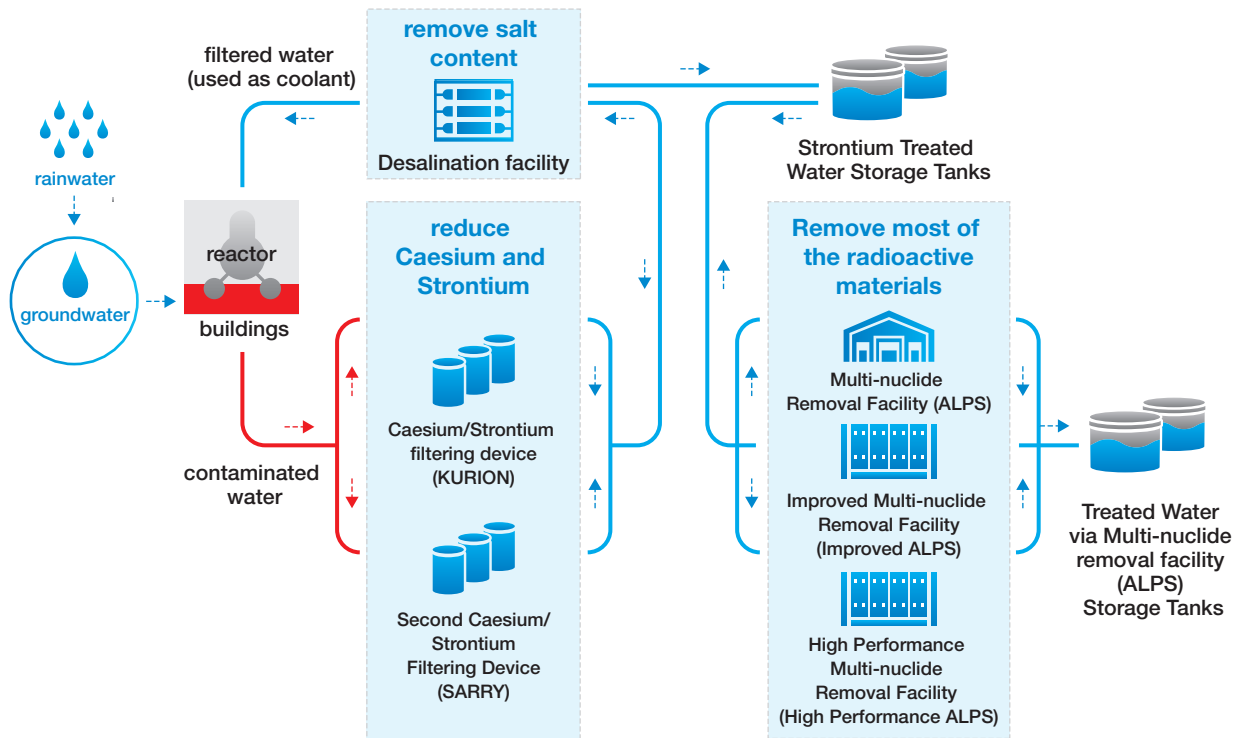 filtered water
(used as coolant)
remove salt
content
Desalination facility
Strontium Treated
Water Storage Tanks
rainwater
groundwater
reactor
buildings
contaminated
water
reduce
Caesium and
Strontium
Caesium/Strontium
filtering device
(KURION)
Second Caesium/
Strontium
Filtering Device
(SARRY)
Remove most of
the radioactive
materials
Multi-nuclide
Removal Facility (ALPS)
Improved Multi-nuclide
Removal Facility
(Improved ALPS)
High Performance
Multi-nuclide
Removal Facility
(High Performance ALPS)
Treated Water
via Multi-nuclide
removal facility
(ALPS)
Storage Tanks